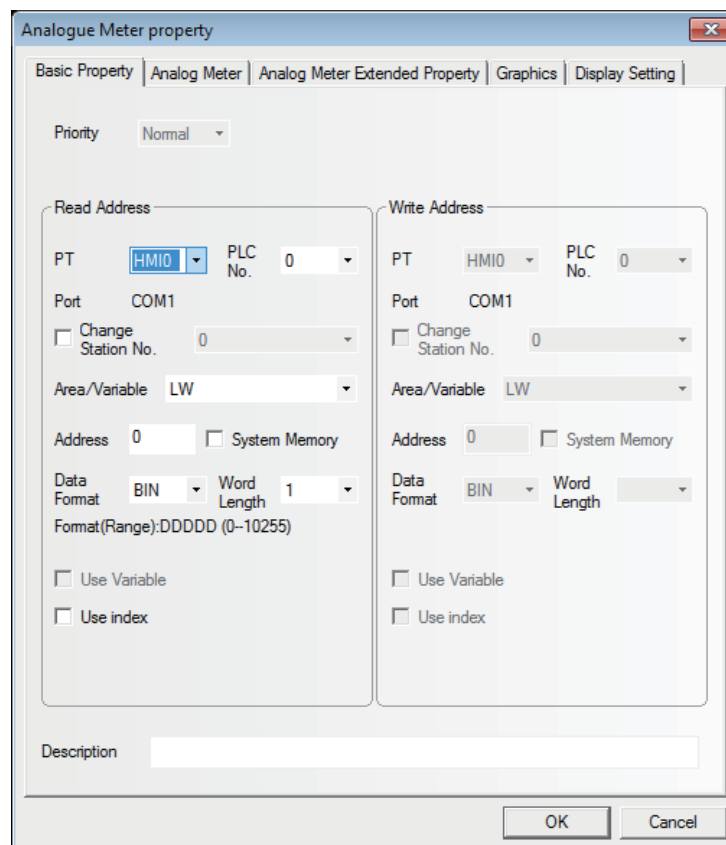 Analogue Meter property
Basic Property Analog Meter Analog Meter Extended Property Graphics Display Setting
Priority Normal
Read Address
PT HMI0 PLC No. 0
Port COM1
Change Station No. 0
Area/Variable LW
Address 0 System Memory
Data Format BIN Word Length 1
Format(Range):DDDDD (0--10255)
Use Variable
Use index
Write Address
PT HMI0 PLC No. 0
Port COM1
Change Station No. 0
Area/Variable LW
Address 0 System Memory
Data Format BIN Word Length
Use Variable
Use index
Description
OK Cancel